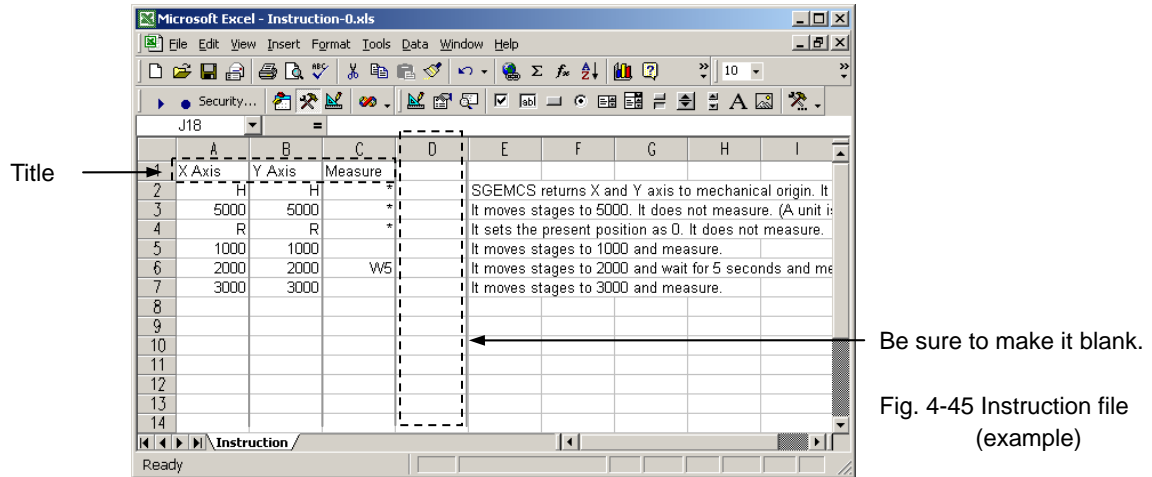 Microsoft Excel - Instruction-0.xls
File Edit View Insert Format Tools Data Window Help
10
Security...
J18 =
A B C D E F G H I
Title
1 X Axis Y Axis Measure
2 H H * SGEMCS returns X and Y axis to mechanical origin. It
3 5000 5000 * It moves stages to 5000. It does not measure. (A unit i
4 R R * It sets the present position as 0. It does not measure.
5 1000 1000 It moves stages to 1000 and measure.
6 2000 2000 W5 It moves stages to 2000 and wait for 5 seconds and me
7 3000 3000 It moves stages to 3000 and measure.
8
9
10
11
12
13
14
Be sure to make it blank.
Fig. 4-45 Instruction file
(example)
Instruction
Ready